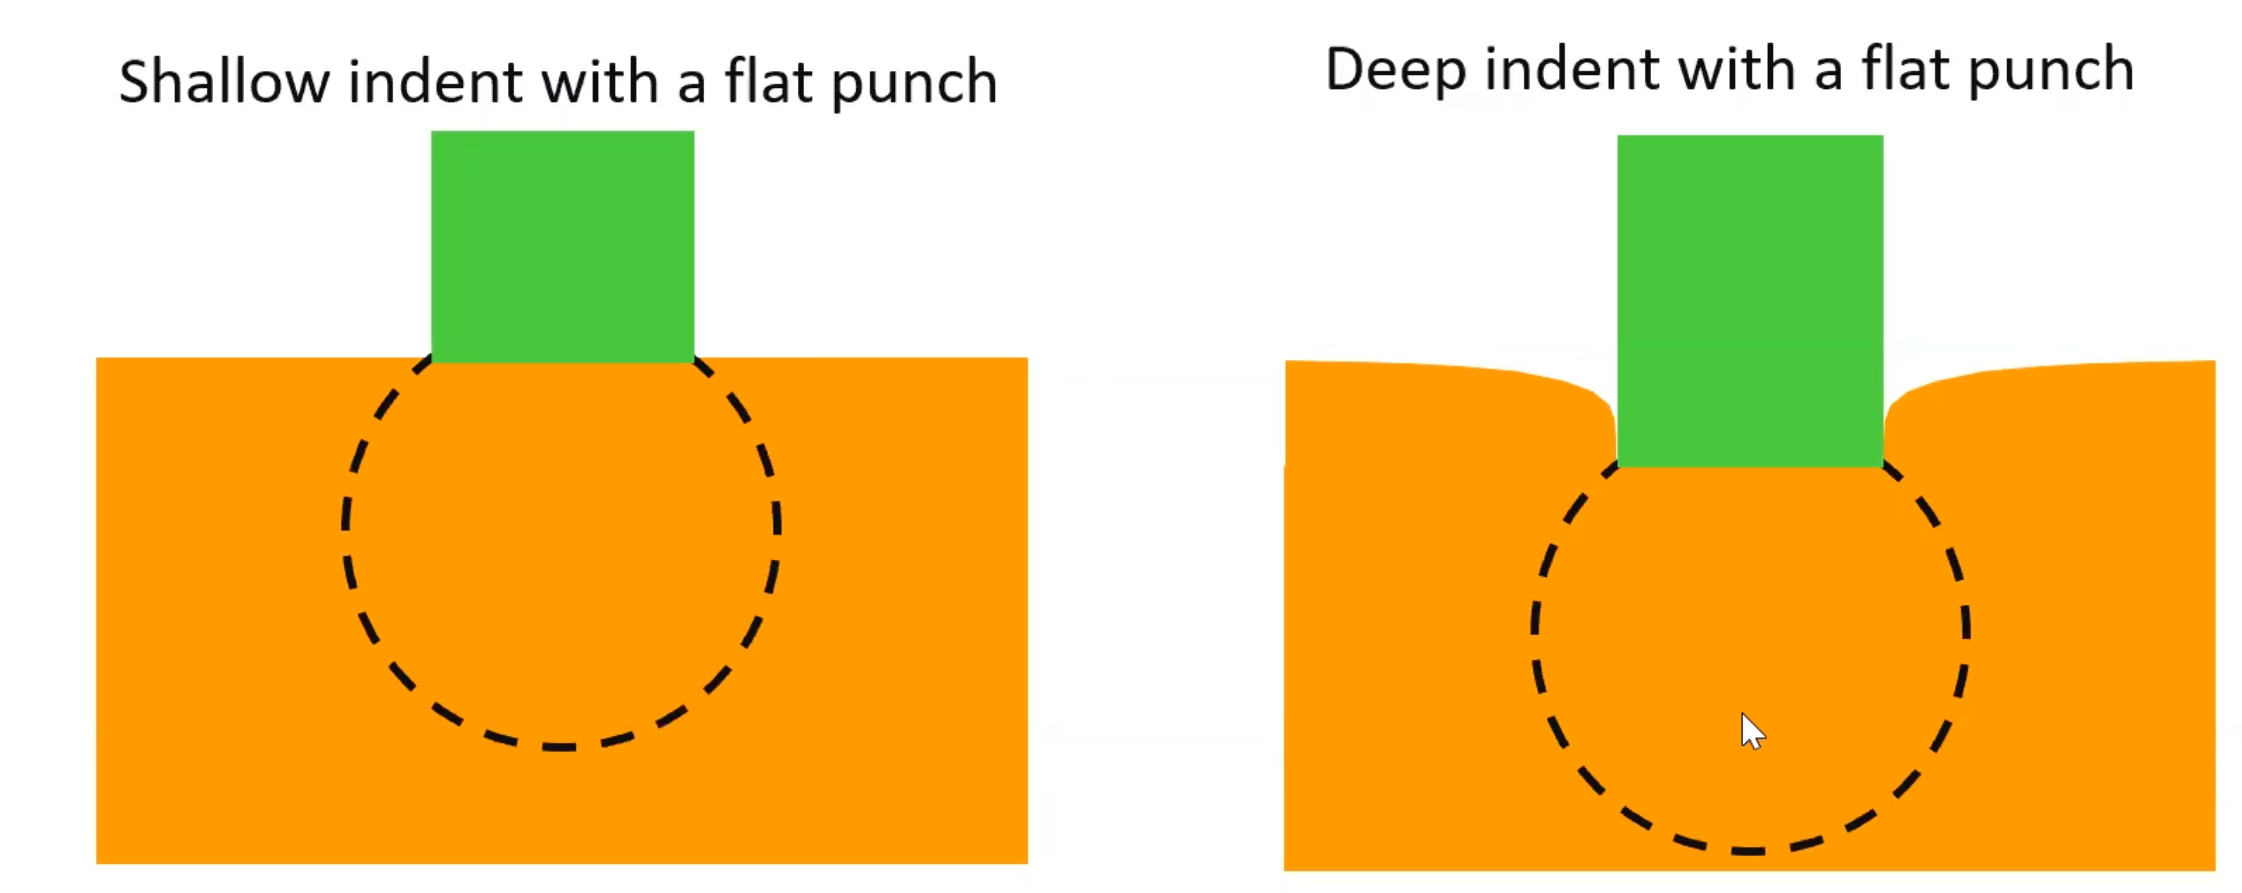 Shallow indent with a flat punch
Deep indent with a flat punch